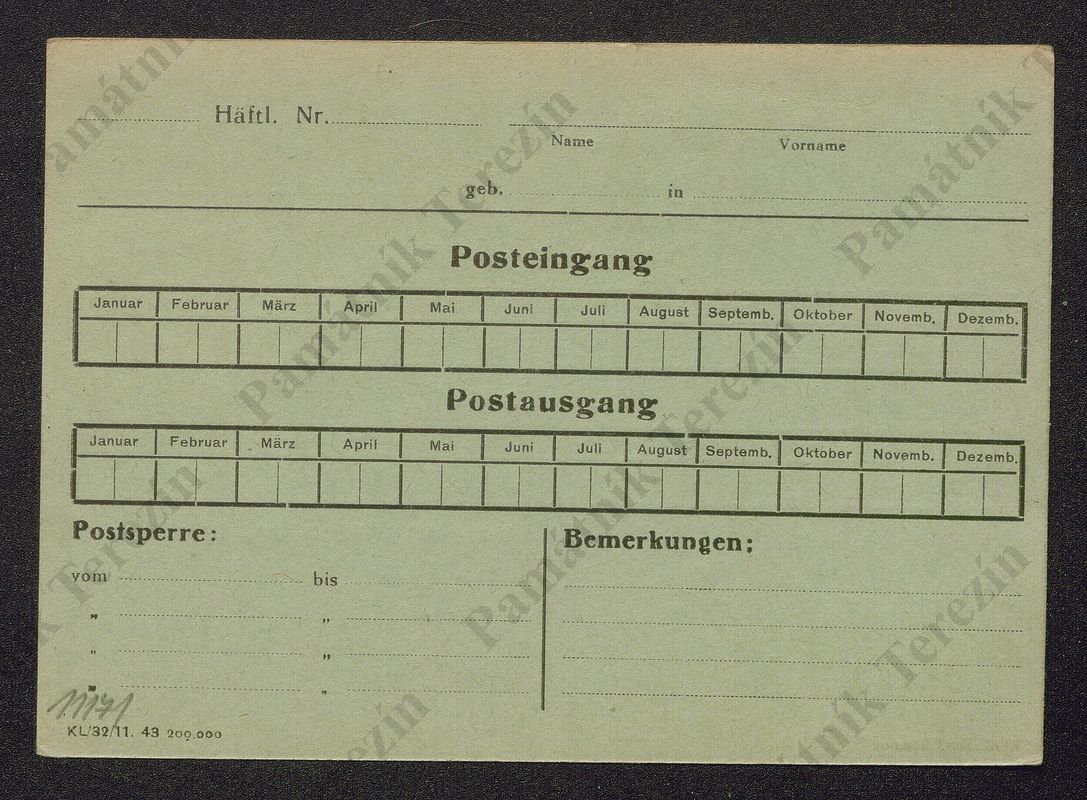 Häftl. Nr.
Name Vorname
geb. in
Posteingang
Januar Februar März April Mai Juni Juli August Septemb. Oktober Novemb. Dezemb.
Postausgang
Januar Februar März April Mai Juni Juli August Septemb. Oktober Novemb. Dezemb.
Postsperre: Bemerkungen:
vom bis
„ „
„ „
„ „
KL/32/11. 43 200.000
Památník Terezín